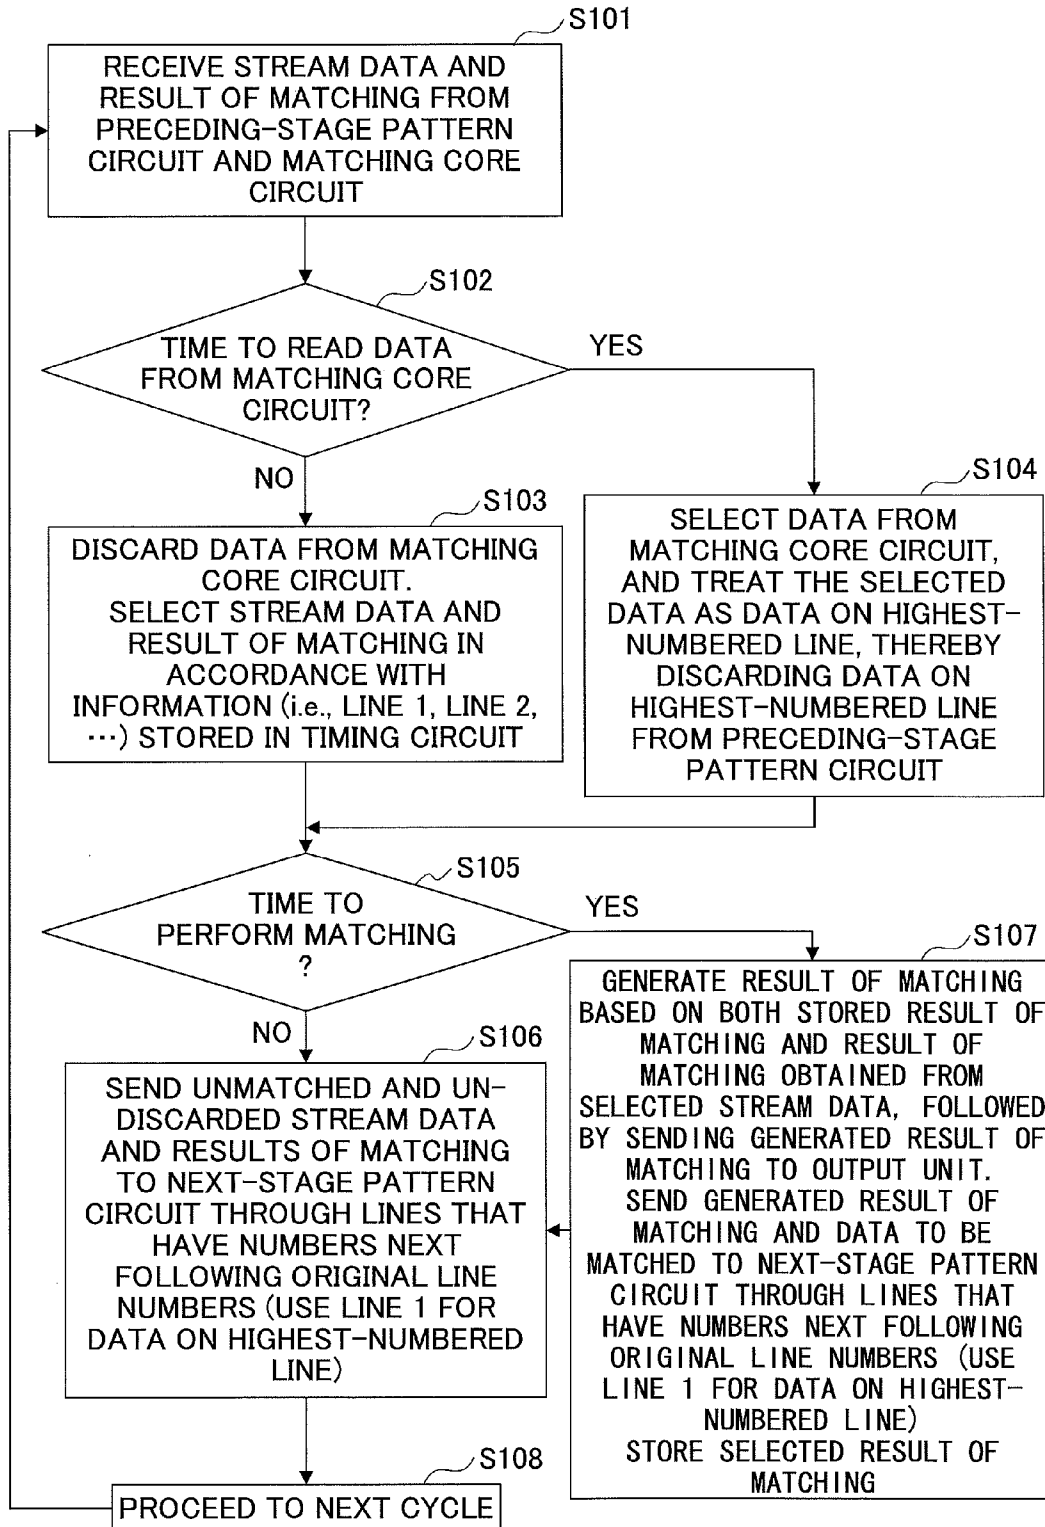 S101
RECEIVE STREAM DATA AND
RESULT OF MATCHING FROM
PRECEDING-STAGE PATTERN
CIRCUIT AND MATCHING CORE
CIRCUIT
S102
TIME TO READ DATA
FROM MATCHING CORE
CIRCUIT?
YES
NO
S103
DISCARD DATA FROM MATCHING
CORE CIRCUIT.
SELECT STREAM DATA AND
RESULT OF MATCHING IN
ACCORDANCE WITH
INFORMATION (i.e., LINE 1, LINE 2,
…) STORED IN TIMING CIRCUIT
S104
SELECT DATA FROM
MATCHING CORE CIRCUIT,
AND TREAT THE SELECTED
DATA AS DATA ON HIGHEST-
NUMBERED LINE, THEREBY
DISCARDING DATA ON
HIGHEST-NUMBERED LINE
FROM PRECEDING-STAGE
PATTERN CIRCUIT
S105
TIME TO
PERFORM MATCHING
?
YES
NO
S106
SEND UNMATCHED AND UN-
DISCARDED STREAM DATA
AND RESULTS OF MATCHING
TO NEXT-STAGE PATTERN
CIRCUIT THROUGH LINES THAT
HAVE NUMBERS NEXT
FOLLOWING ORIGINAL LINE
NUMBERS (USE LINE 1 FOR
DATA ON HIGHEST-NUMBERED
LINE)
S107
GENERATE RESULT OF MATCHING
BASED ON BOTH STORED RESULT OF
MATCHING AND RESULT OF
MATCHING OBTAINED FROM
SELECTED STREAM DATA, FOLLOWED
BY SENDING GENERATED RESULT OF
MATCHING TO OUTPUT UNIT.
SEND GENERATED RESULT OF
MATCHING AND DATA TO BE
MATCHED TO NEXT-STAGE PATTERN
CIRCUIT THROUGH LINES THAT
HAVE NUMBERS NEXT FOLLOWING
ORIGINAL LINE NUMBERS (USE
LINE 1 FOR DATA ON HIGHEST-
NUMBERED LINE)
STORE SELECTED RESULT OF
MATCHING
S108
PROCEED TO NEXT CYCLE